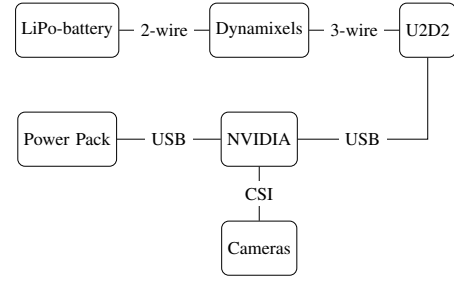 LiPo-battery 2-wire Dynamixels 3-wire U2D2
Power Pack USB NVIDIA USB
CSI
Cameras